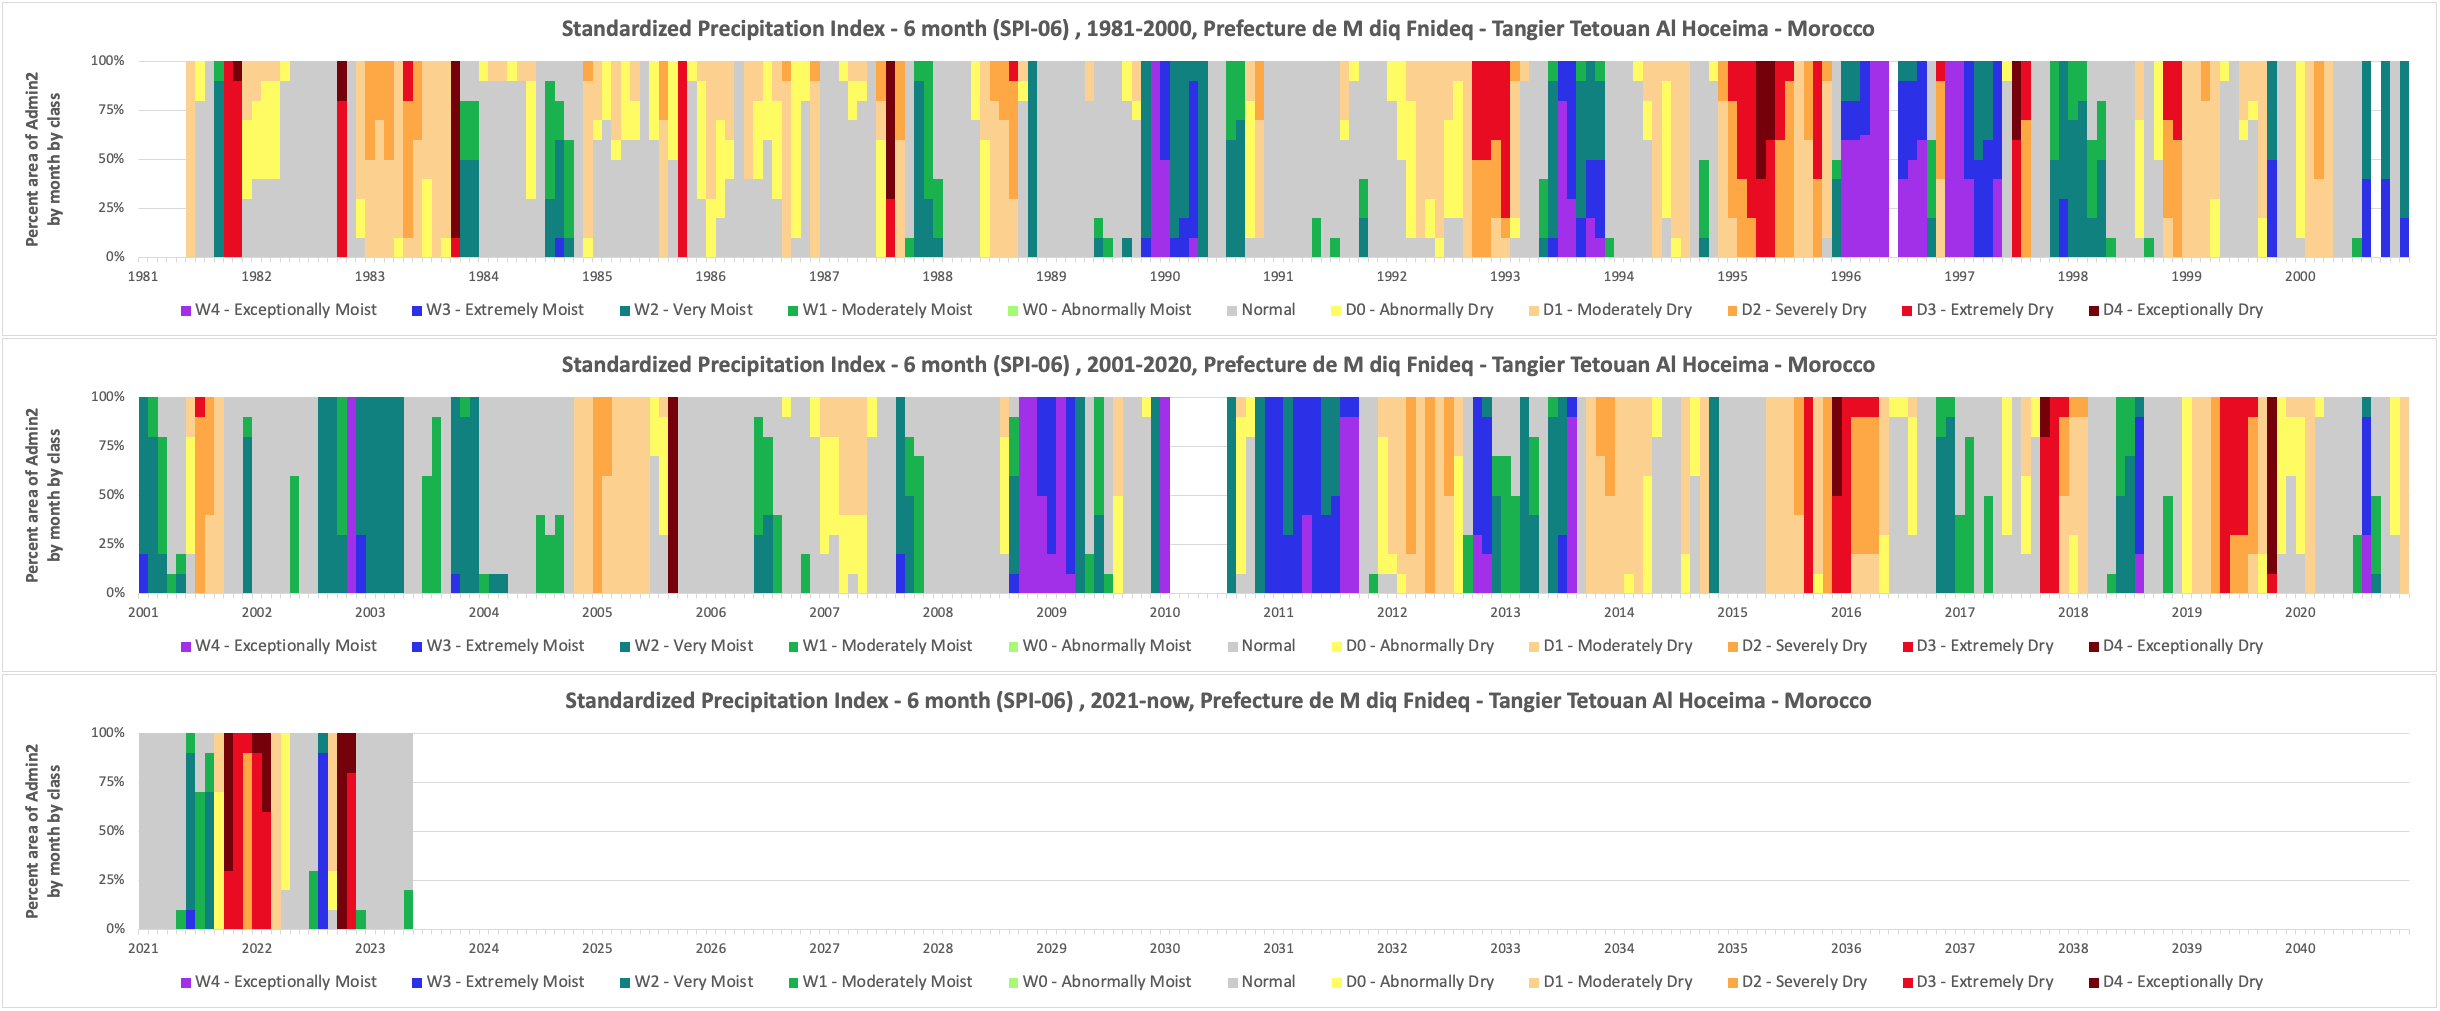 Standardized Precipitation Index - 6 month (SPI-06) , 1981-2000, Prefecture de M diq Fnideq - Tangier Tetouan Al Hoceima - Morocco
Percent area of Admin2
by month by class
100%
75%
50%
25%
0%
1981 1982 1983 1984 1985 1986 1987 1988 1989 1990 1991 1992 1993 1994 1995 1996 1997 1998 1999 2000
W4 - Exceptionally Moist W3 - Extremely Moist W2 - Very Moist W1 - Moderately Moist W0 - Abnormally Moist Normal D0 - Abnormally Dry D1 - Moderately Dry D2 - Severely Dry D3 - Extremely Dry D4 - Exceptionally Dry
Standardized Precipitation Index - 6 month (SPI-06) , 2001-2020, Prefecture de M diq Fnideq - Tangier Tetouan Al Hoceima - Morocco
Percent area of Admin2
by month by class
100%
75%
50%
25%
0%
2001 2002 2003 2004 2005 2006 2007 2008 2009 2010 2011 2012 2013 2014 2015 2016 2017 2018 2019 2020
W4 - Exceptionally Moist W3 - Extremely Moist W2 - Very Moist W1 - Moderately Moist W0 - Abnormally Moist Normal D0 - Abnormally Dry D1 - Moderately Dry D2 - Severely Dry D3 - Extremely Dry D4 - Exceptionally Dry
Standardized Precipitation Index - 6 month (SPI-06) , 2021-now, Prefecture de M diq Fnideq - Tangier Tetouan Al Hoceima - Morocco
Percent area of Admin2
by month by class
100%
75%
50%
25%
0%
2021 2022 2023 2024 2025 2026 2027 2028 2029 2030 2031 2032 2033 2034 2035 2036 2037 2038 2039 2040
W4 - Exceptionally Moist W3 - Extremely Moist W2 - Very Moist W1 - Moderately Moist W0 - Abnormally Moist Normal D0 - Abnormally Dry D1 - Moderately Dry D2 - Severely Dry D3 - Extremely Dry D4 - Exceptionally Dry